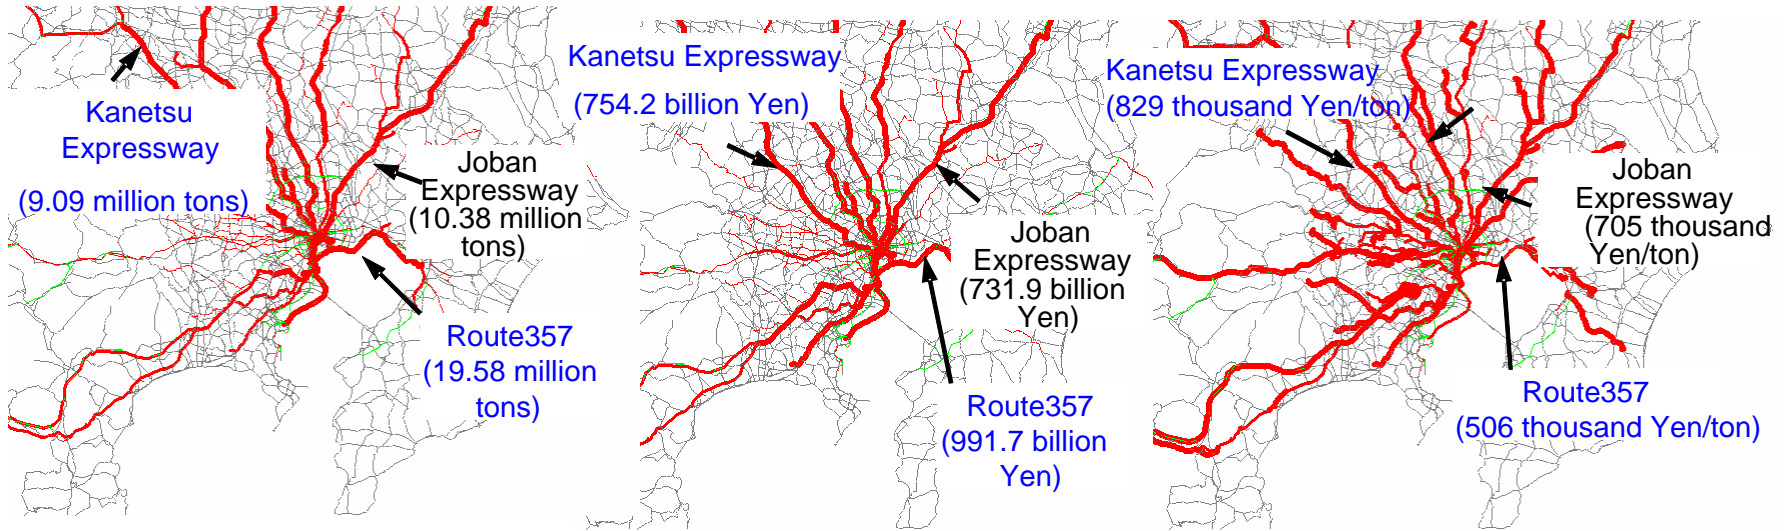 Kanetsu
Expressway
(9.09 million tons)
Joban
Expressway
(10.38 million
tons)
Route357
(19.58 million
tons)
Kanetsu Expressway
(754.2 billion Yen)
Joban
Expressway
(731.9 billion
Yen)
Route357
(991.7 billion
Yen)
Kanetsu Expressway
(829 thousand Yen/ton)
Joban
Expressway
(705 thousand
Yen/ton)
Route357
(506 thousand Yen/ton)